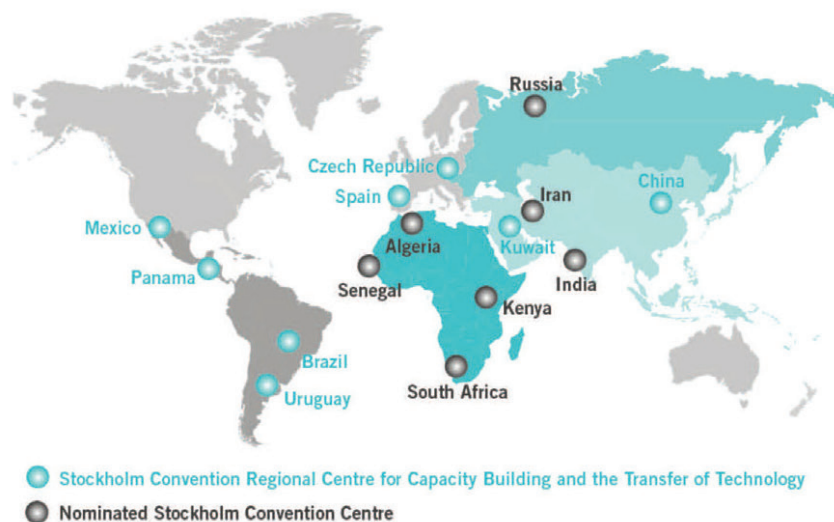 Russia
Czech Republic
China
Spain
Iran
Mexico
Algeria
Kuwait
Panama
Senegal
India
Kenya
Brazil
South Africa
Uruguay
Stockholm Convention Regional Centre for Capacity Building and the Transfer of Technology
Nominated Stockholm Convention Centre